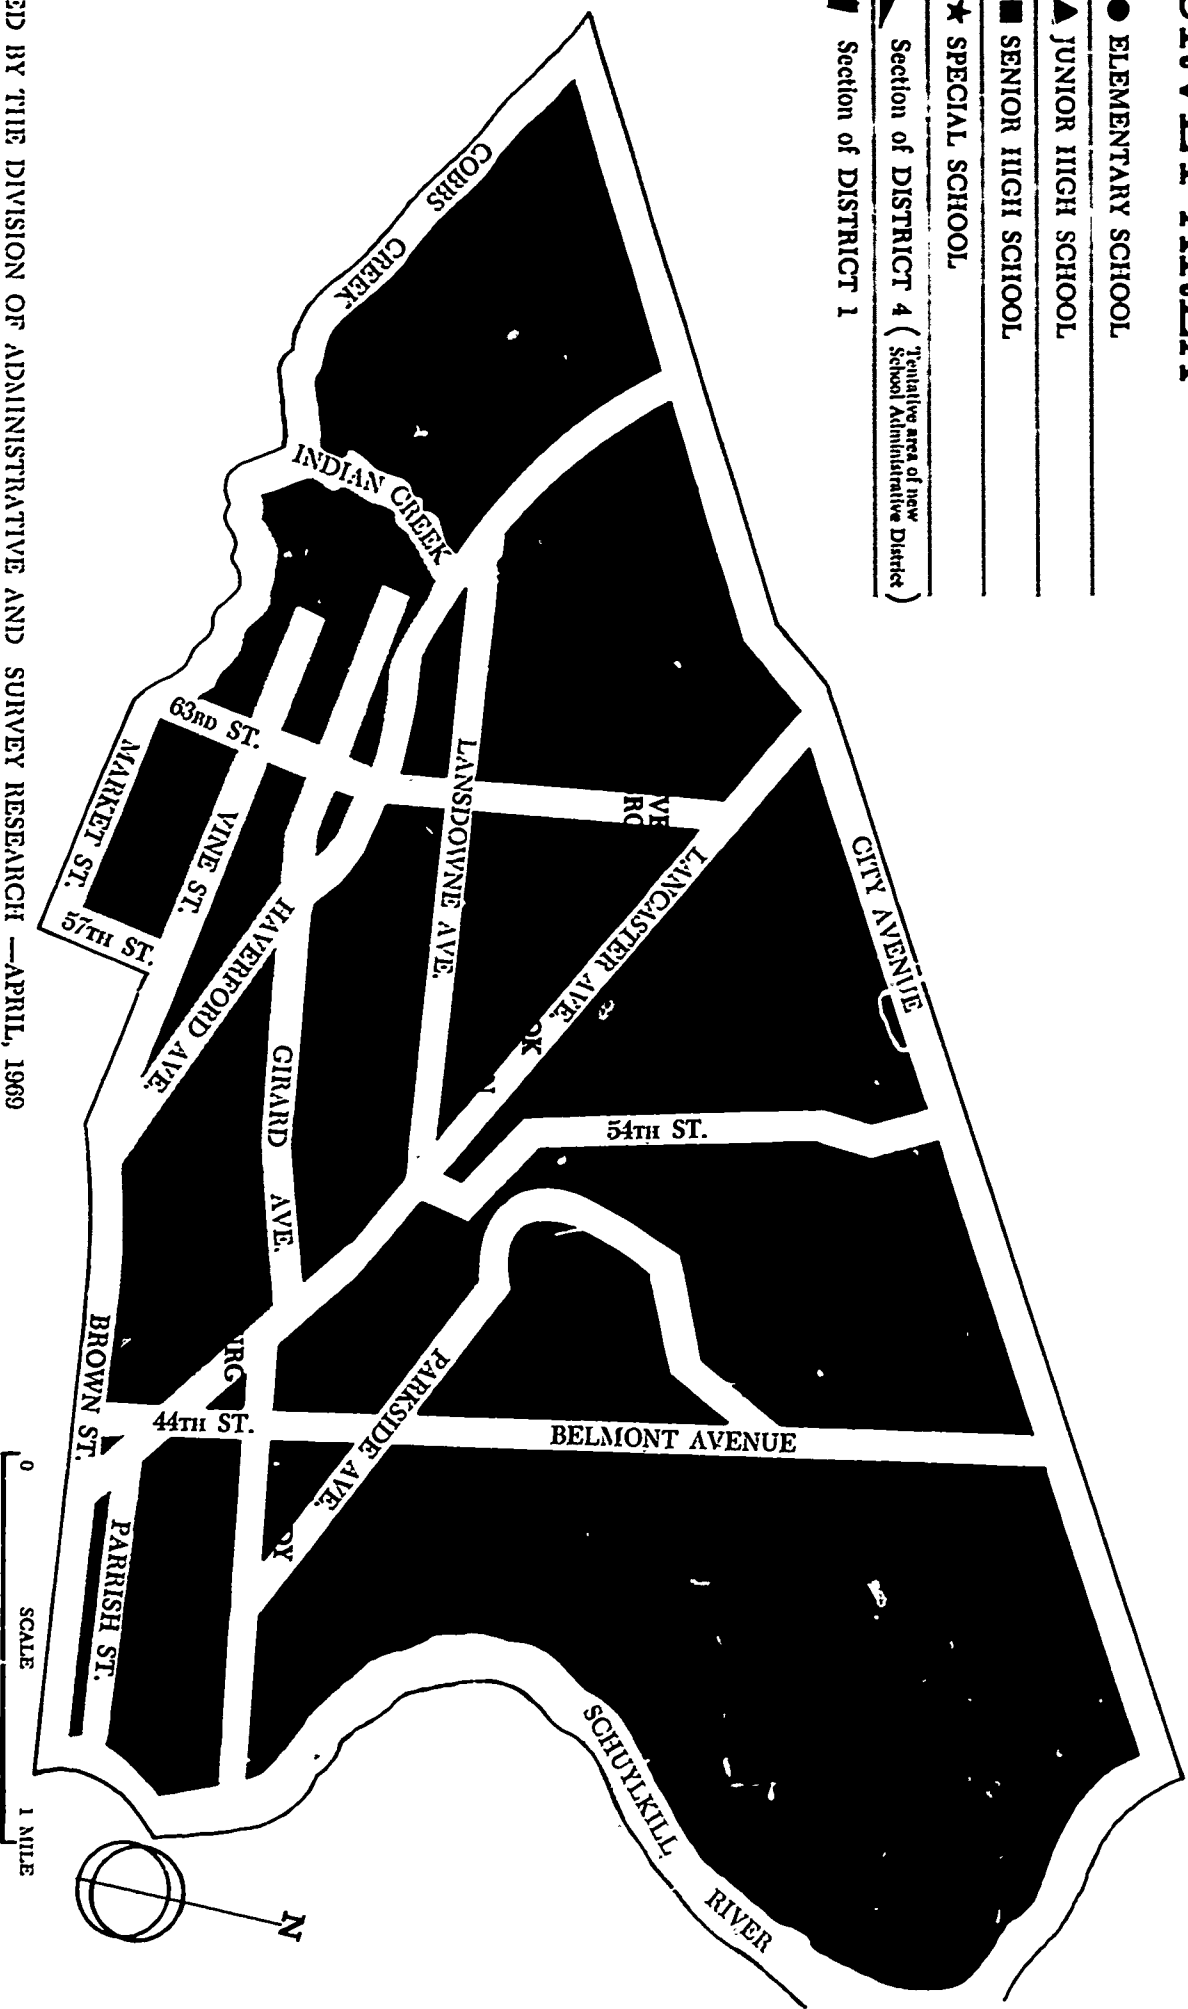 ● ELEMENTARY SCHOOL
▲ JUNIOR HIGH SCHOOL
■ SENIOR HIGH SCHOOL
★ SPECIAL SCHOOL
Section of DISTRICT 4 (Tentative area of new
School Administrative District)
Section of DISTRICT 1
CITY AVENUE
COBBS CREEK
INDIAN CREEK
63RD ST.
LANSDOWNE AVE.
LANCASTER AVE.
54TH ST.
MARKET ST.
VINE ST.
57TH ST.
HAVERFORD AVE.
GIRARD AVE.
BELMONT AVENUE
PARKSIDE AVE.
44TH ST.
BROWN ST.
PARRISH ST.
SCHUYLKILL RIVER
N
0 SCALE 1 MILE
BY THE DIVISION OF ADMINISTRATIVE AND SURVEY RESEARCH —APRIL, 1969